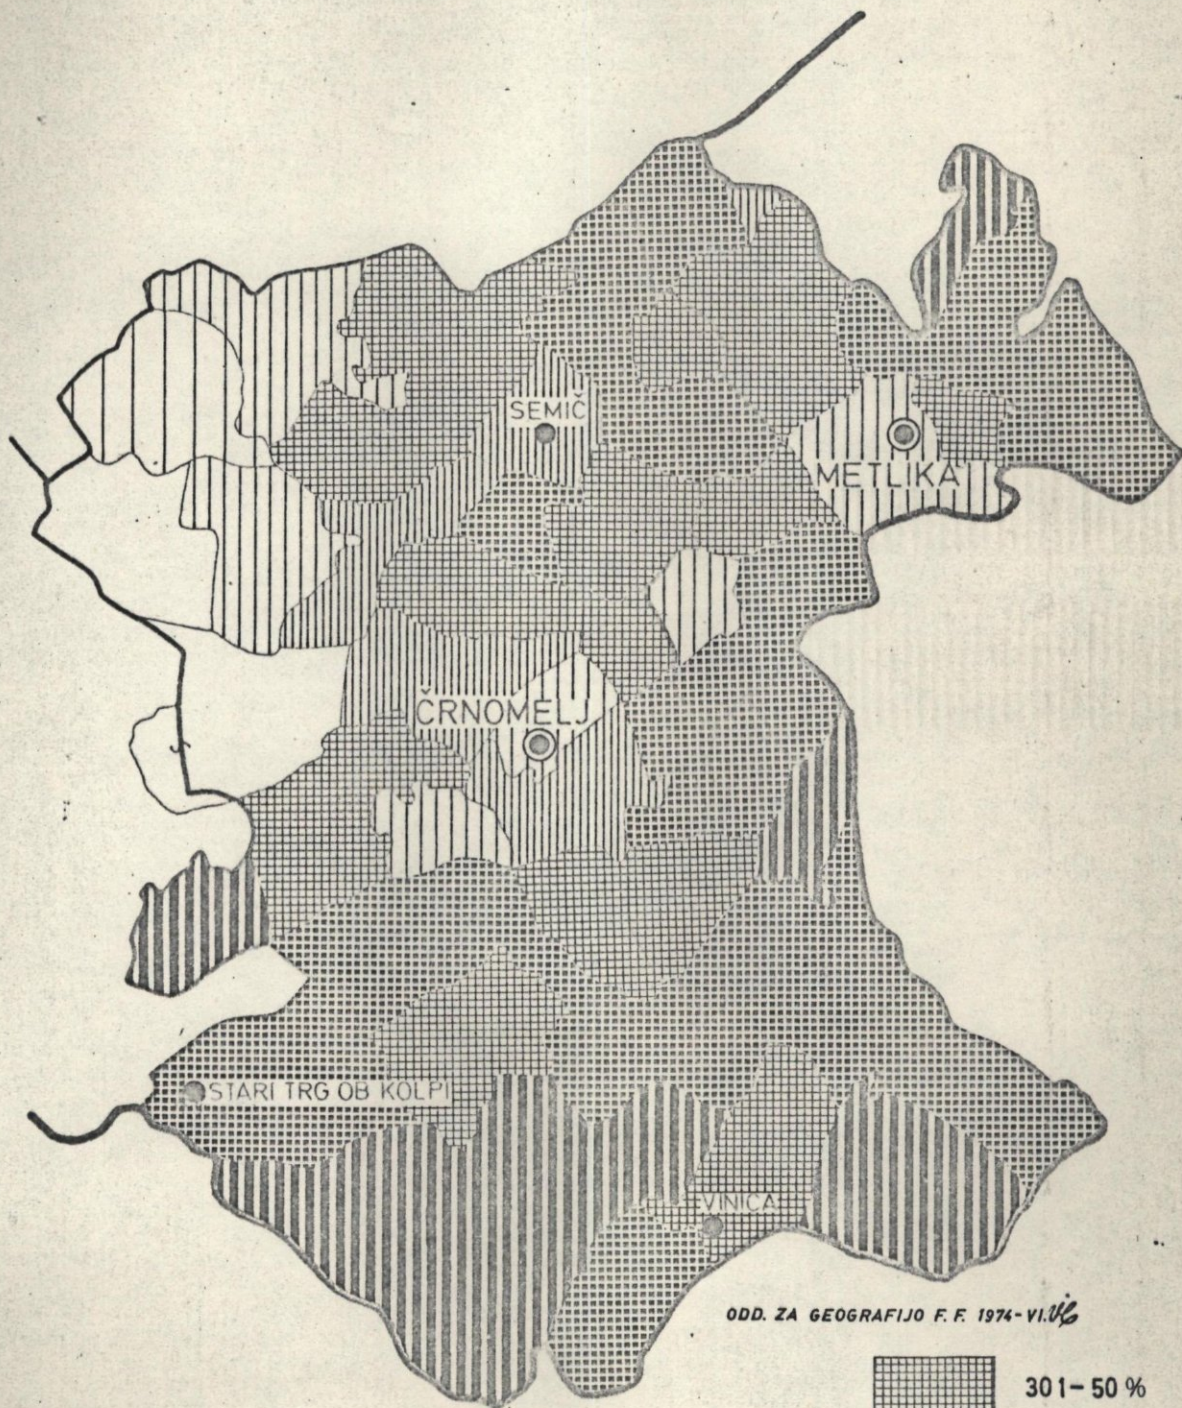 SEMIČ
METLIKA
ČRNOMELJ
STARI TRG OB KOLPI
VINICA
ODD. ZA GEOGRAFIJO F. F. 1974-VI.
301-50 %